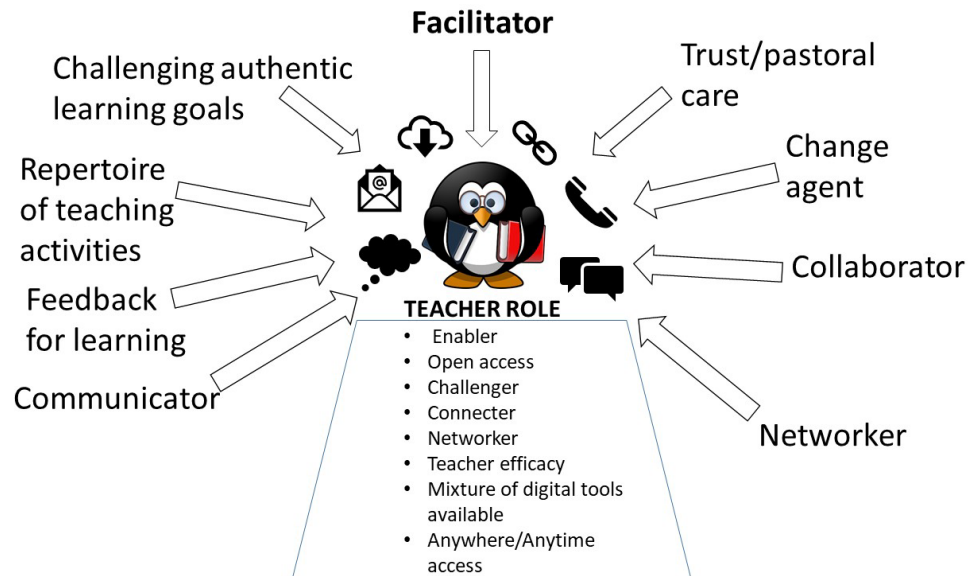 Facilitator
Challenging authentic
learning goals
Trust/pastoral
care
Repertoire
of teaching
activities
Change
agent
@
Feedback
for learning
Collaborator
Communicator
Networker
TEACHER ROLE
• Enabler
• Open access
• Challenger
• Connecter
• Networker
• Teacher efficacy
• Mixture of digital tools
available
• Anywhere/Anytime
access